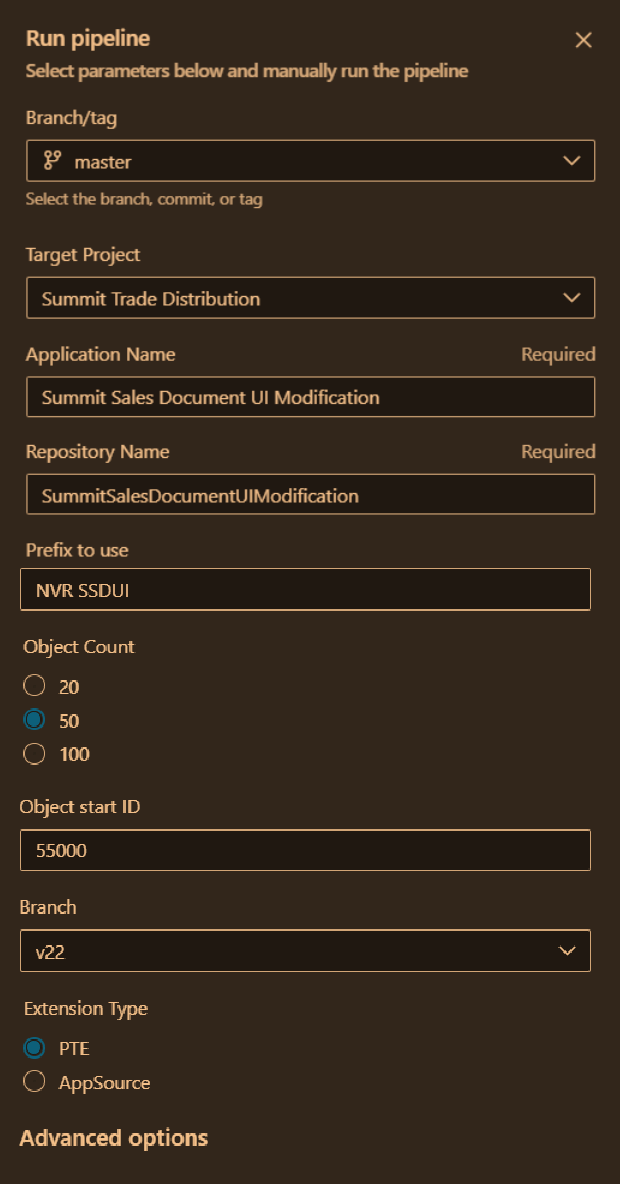 Run pipeline
Select parameters below and manually run the pipeline
Branch/tag
master
Select the branch, commit, or tag
Target Project
Summit Trade Distribution
Application Name Required
Summit Sales Document UI Modification
Repository Name Required
SummitSalesDocumentUIModification
Prefix to use
NVR SSDUI
Object Count
20
50
100
Object start ID
55000
Branch
v22
Extension Type
PTE
AppSource
Advanced options